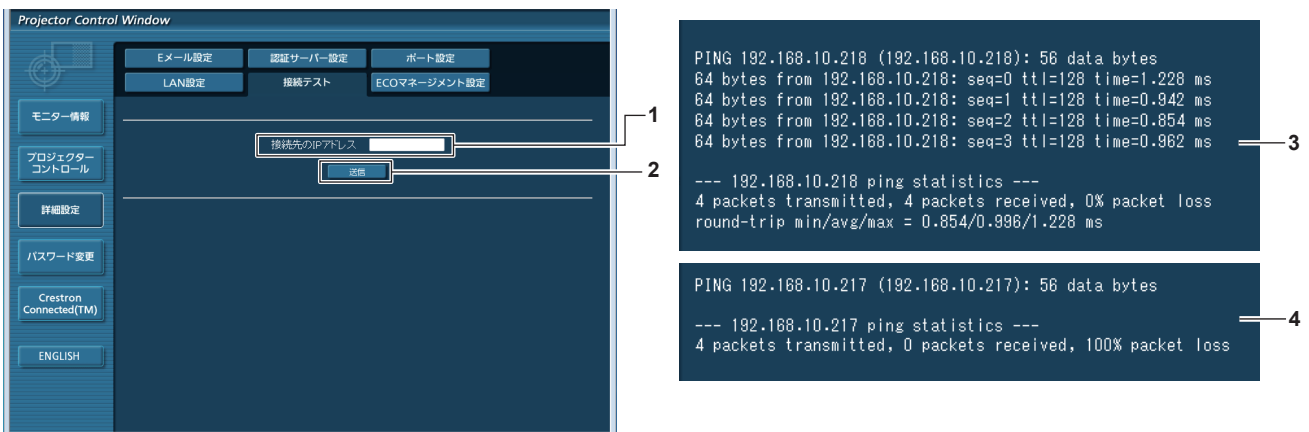 Projector Control Window
Eメール設定
認証サーバー設定
ポート設定
LAN設定
接続テスト
ECOマネージメント設定
モニター情報
プロジェクター
コントロール
詳細設定
パスワード変更
Crestron
Connected(TM)
ENGLISH
接続先のIPアドレス
送信
1
2
PING 192.168.10.218 (192.168.10.218): 56 data bytes
64 bytes from 192.168.10.218: seq=0 ttl=128 time=1.228 ms
64 bytes from 192.168.10.218: seq=1 ttl=128 time=0.942 ms
64 bytes from 192.168.10.218: seq=2 ttl=128 time=0.854 ms
64 bytes from 192.168.10.218: seq=3 ttl=128 time=0.962 ms
--- 192.168.10.218 ping statistics ---
4 packets transmitted, 4 packets received, 0% packet loss
round-trip min/avg/max = 0.854/0.996/1.228 ms
3
PING 192.168.10.217 (192.168.10.217): 56 data bytes
--- 192.168.10.217 ping statistics ---
4 packets transmitted, 0 packets received, 100% packet loss
4